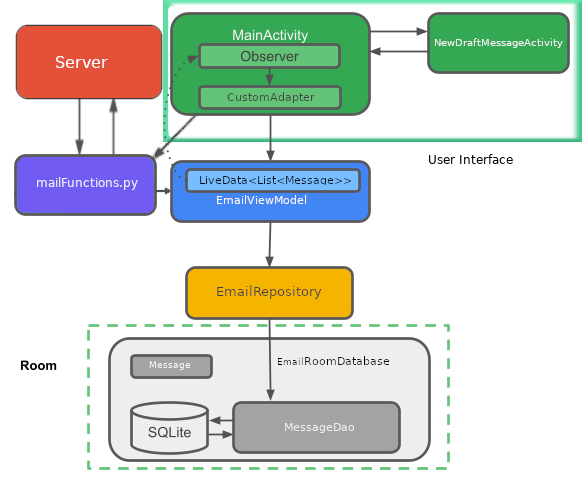 Server
MainActivity
Observer
CustomAdapter
NewDraftMessageActivity
User Interface
mailFunctions.py
LiveData<List<Message>>
EmailViewModel
EmailRepository
Room
Message
EmailRoomDatabase
SQLite
MessageDao